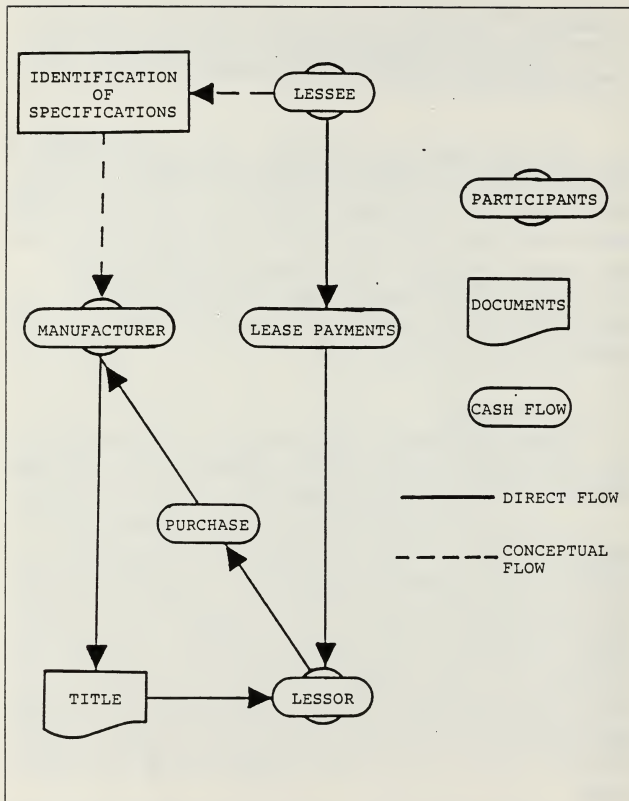 IDENTIFICATION
OF
SPECIFICATIONS
LESSEE
PARTICIPANTS
DOCUMENTS
MANUFACTURER
LEASE PAYMENTS
CASH FLOW
PURCHASE
DIRECT FLOW
CONCEPTUAL
FLOW
TITLE
LESSOR